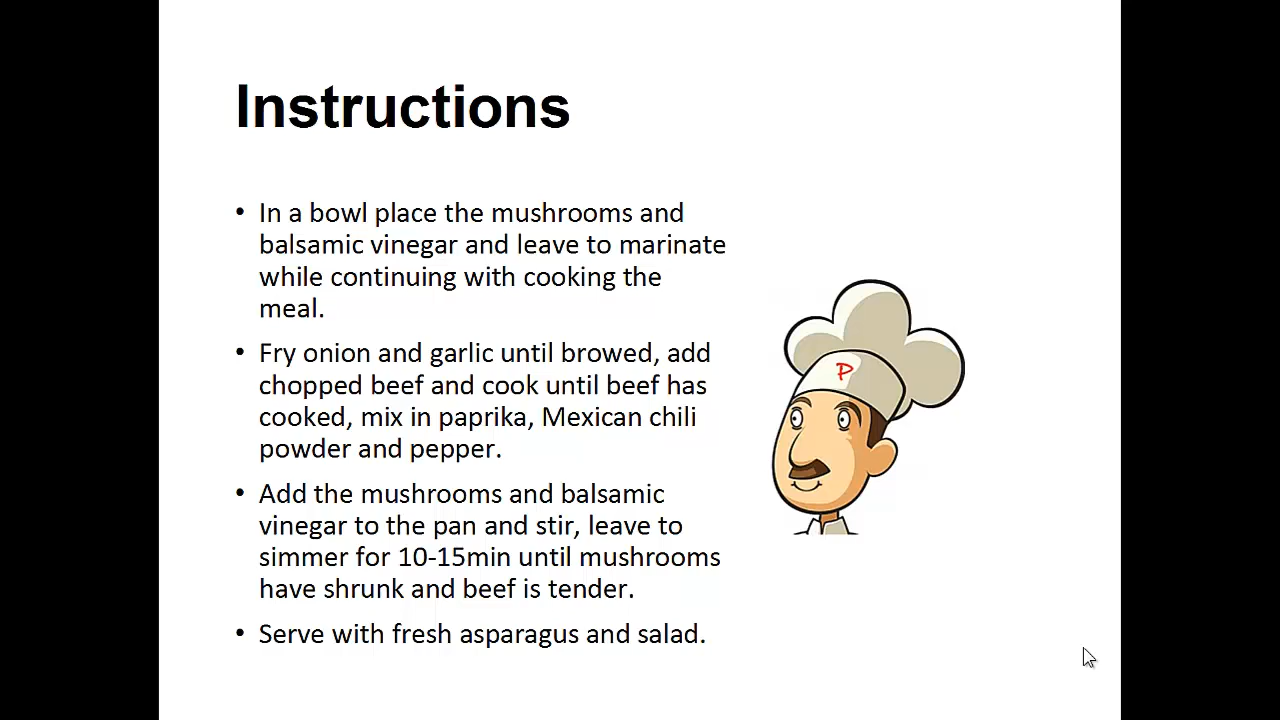 Instructions
• In a bowl place the mushrooms and
balsamic vinegar and leave to marinate
while continuing with cooking the
meal.
• Fry onion and garlic until browed, add
chopped beef and cook until beef has
cooked, mix in paprika, Mexican chili
powder and pepper.
• Add the mushrooms and balsamic
vinegar to the pan and stir, leave to
simmer for 10-15min until mushrooms
have shrunk and beef is tender.
• Serve with fresh asparagus and salad.
P